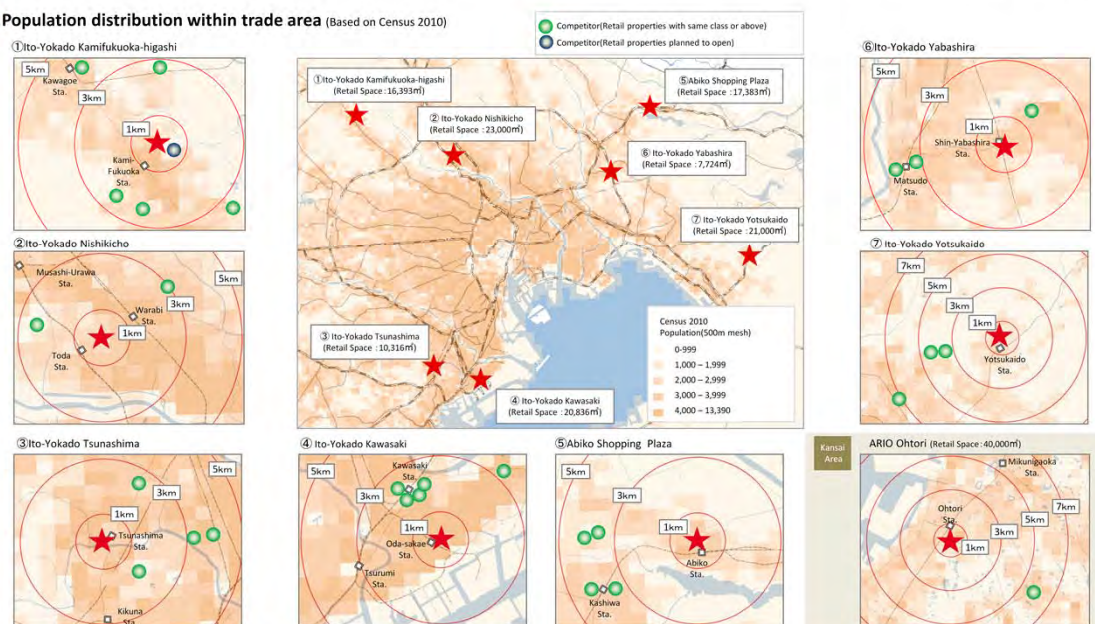 Population distribution within trade area (Based on Census 2010)
Competitor(Retail properties with same class or above)
Competitor(Retail properties planned to open)
①Ito-Yokado Kamifukuoka-higashi
5km
Kawagoe
Sta.
3km
1km
Kami-
Fukuoka
Sta.
②Ito-Yokado Nishikicho
Musashi-Urawa
Sta.
5km
3km
Warabi
Sta.
1km
Toda
Sta.
①Ito-Yokado Kamifukuoka-higashi
(Retail Space : 16,393㎡)
② Ito-Yokado Nishikicho
(Retail Space : 23,000㎡)
⑤Abiko Shopping Plaza
(Retail Space : 17,383㎡)
⑥ Ito-Yokado Yabashira
(Retail Space : 7,724㎡)
⑦ Ito-Yokado Yotsukaido
(Retail Space : 21,000㎡)
③ Ito-Yokado Tsunashima
(Retail Space : 10,316㎡)
④ Ito-Yokado Kawasaki
(Retail Space : 20,836㎡)
Census 2010
Population(500m mesh)
0-999
1,000 – 1,999
2,000 – 2,999
3,000 – 3,999
4,000 – 13,390
⑥Ito-Yokado Yabashira
5km
3km
1km
Shin-Yabashira
Sta.
Matsudo
Sta.
⑦ Ito-Yokado Yotsukaido
7km
5km
3km
1km
Yotsukaido
Sta.
③Ito-Yokado Tsunashima
5km
3km
1km
Tsunashima
Sta.
Kikuna
Sta.
④ Ito-Yokado Kawasaki
5km
Kawasaki
Sta.
3km
1km
Oda-sakae
Sta.
Tsurumi
Sta.
⑤Abiko Shopping Plaza
5km
3km
1km
Abiko
Sta.
Kashiwa
Sta.
Kansai
Area
ARIO Ohtori (Retail Space : 40,000㎡)
Mikunigaoka
Sta.
7km
Ohtori
Sta.
5km
3km
1km